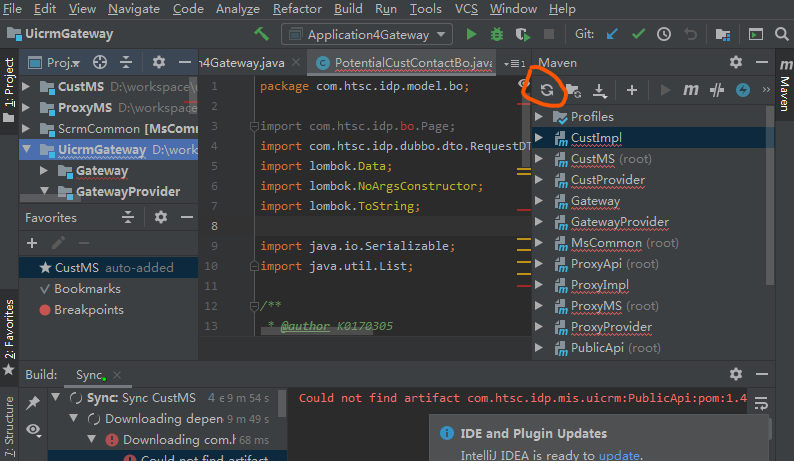 File Edit View Navigate Code Analyze Refactor Build Run Tools VCS Window Help
UicrmGateway Application4Gateway Git:
1: Project
Proj.. n4Gateway.java PotentialCustContactBo.java 1 Maven
Maven
CustMS D:\workspace
ProxyMS D:\workspace\u
ScrmCommon [MsComm
UicrmGateway D:\work
Gateway
GatewayProvider
Favorites
CustMS auto-added
Bookmarks
Breakpoints
1 package com.htsc.idp.model.bo;
2
3 import com.htsc.idp.bo.Page;
4 import com.htsc.idp.dubbo.dto.RequestDT
5 import lombok.Data;
6 import lombok.NoArgsConstructor;
7 import lombok.ToString;
8
9 import java.io.Serializable;
10 import java.util.List;
11
12 /**
13 * @author K0170305
Profiles
CustImpl
CustMS (root)
CustProvider
Gateway
GatewayProvider
MsCommon (root)
ProxyApi (root)
ProxyImpl
ProxyMS (root)
ProxyProvider
PublicApi (root)
2: Favorites
7: Structure
Build: Sync
Sync: Sync CustMS 4 e 9 m 54 s
Downloading depen 9 m 49 s
Downloading com.h 68 ms
Could not find artifact
Could not find artifact com.htsc.idp.mis.uicrm:PublicApi:pom:1.4
IDE and Plugin Updates
IntelliJ IDEA is ready to update.